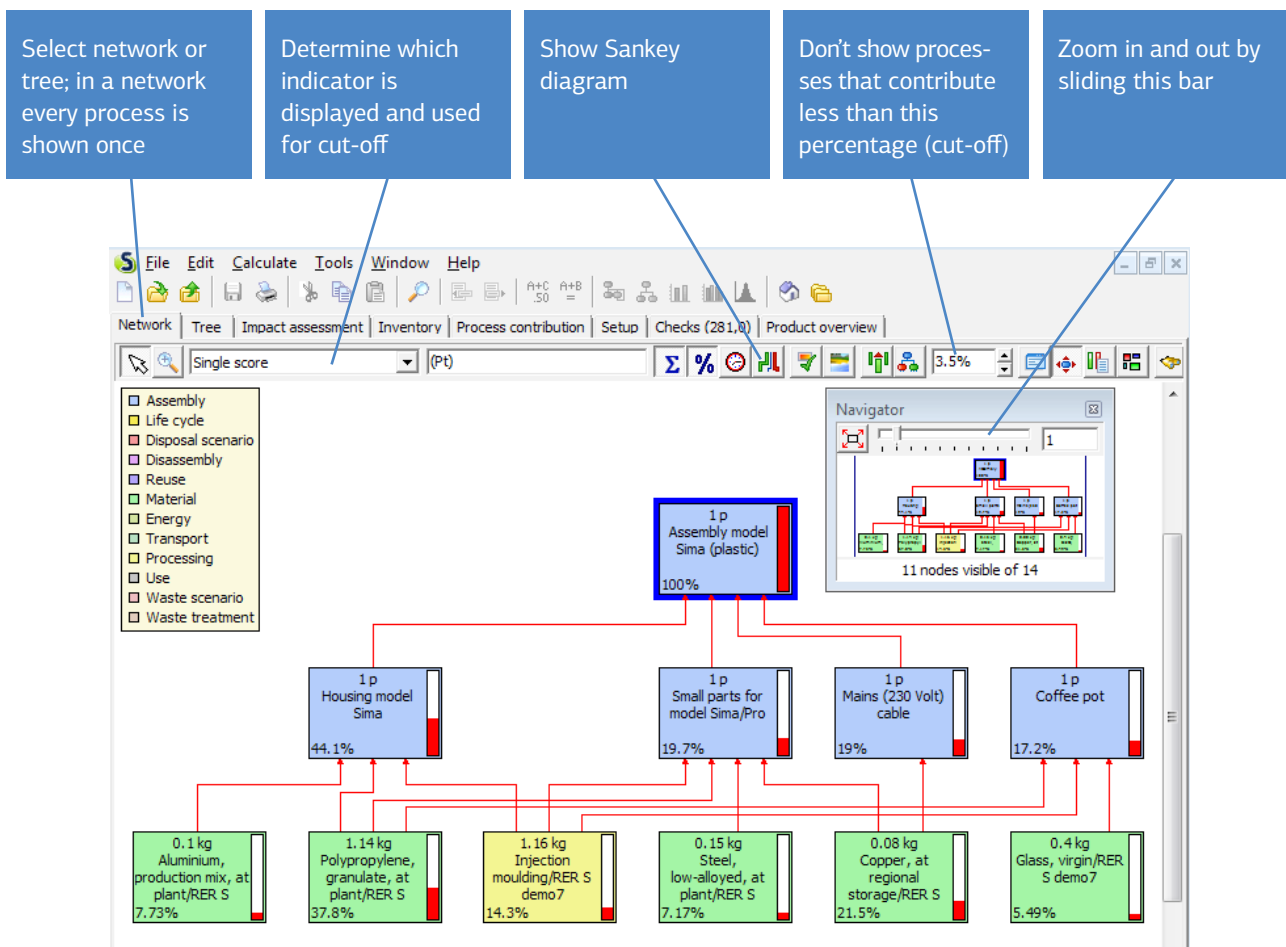 Select network or
tree; in a network
every process is
shown once
Determine which
indicator is
displayed and used
for cut-off
Show Sankey
diagram
Don't show proces-
ses that contribute
less than this
percentage (cut-off)
Zoom in and out by
sliding this bar
File Edit Calculate Tools Window Help
A+C
.50
A+B
=
Network Tree Impact assessment Inventory Process contribution Setup Checks (281,0) Product overview
Single score (Pt) Σ % 3.5%
Assembly
Life cycle
Disposal scenario
Disassembly
Reuse
Material
Energy
Transport
Processing
Use
Waste scenario
Waste treatment
Navigator
1
11 nodes visible of 14
1 p
Assembly model
Sima (plastic)
100%
1 p
Housing model
Sima
44.1%
1 p
Small parts for
model Sima/Pro
19.7%
1 p
Mains (230 Volt)
cable
19%
1 p
Coffee pot
17.2%
0.1 kg
Aluminium,
production mix, at
plant/RER S
7.73%
1.14 kg
Polypropylene,
granulate, at
plant/RER S
37.8%
1.16 kg
Injection
moulding/RER S
demo7
14.3%
0.15 kg
Steel,
low-alloyed, at
plant/RER S
7.17%
0.08 kg
Copper, at
regional
storage/RER S
21.5%
0.4 kg
Glass, virgin/RER
S demo7
5.49%